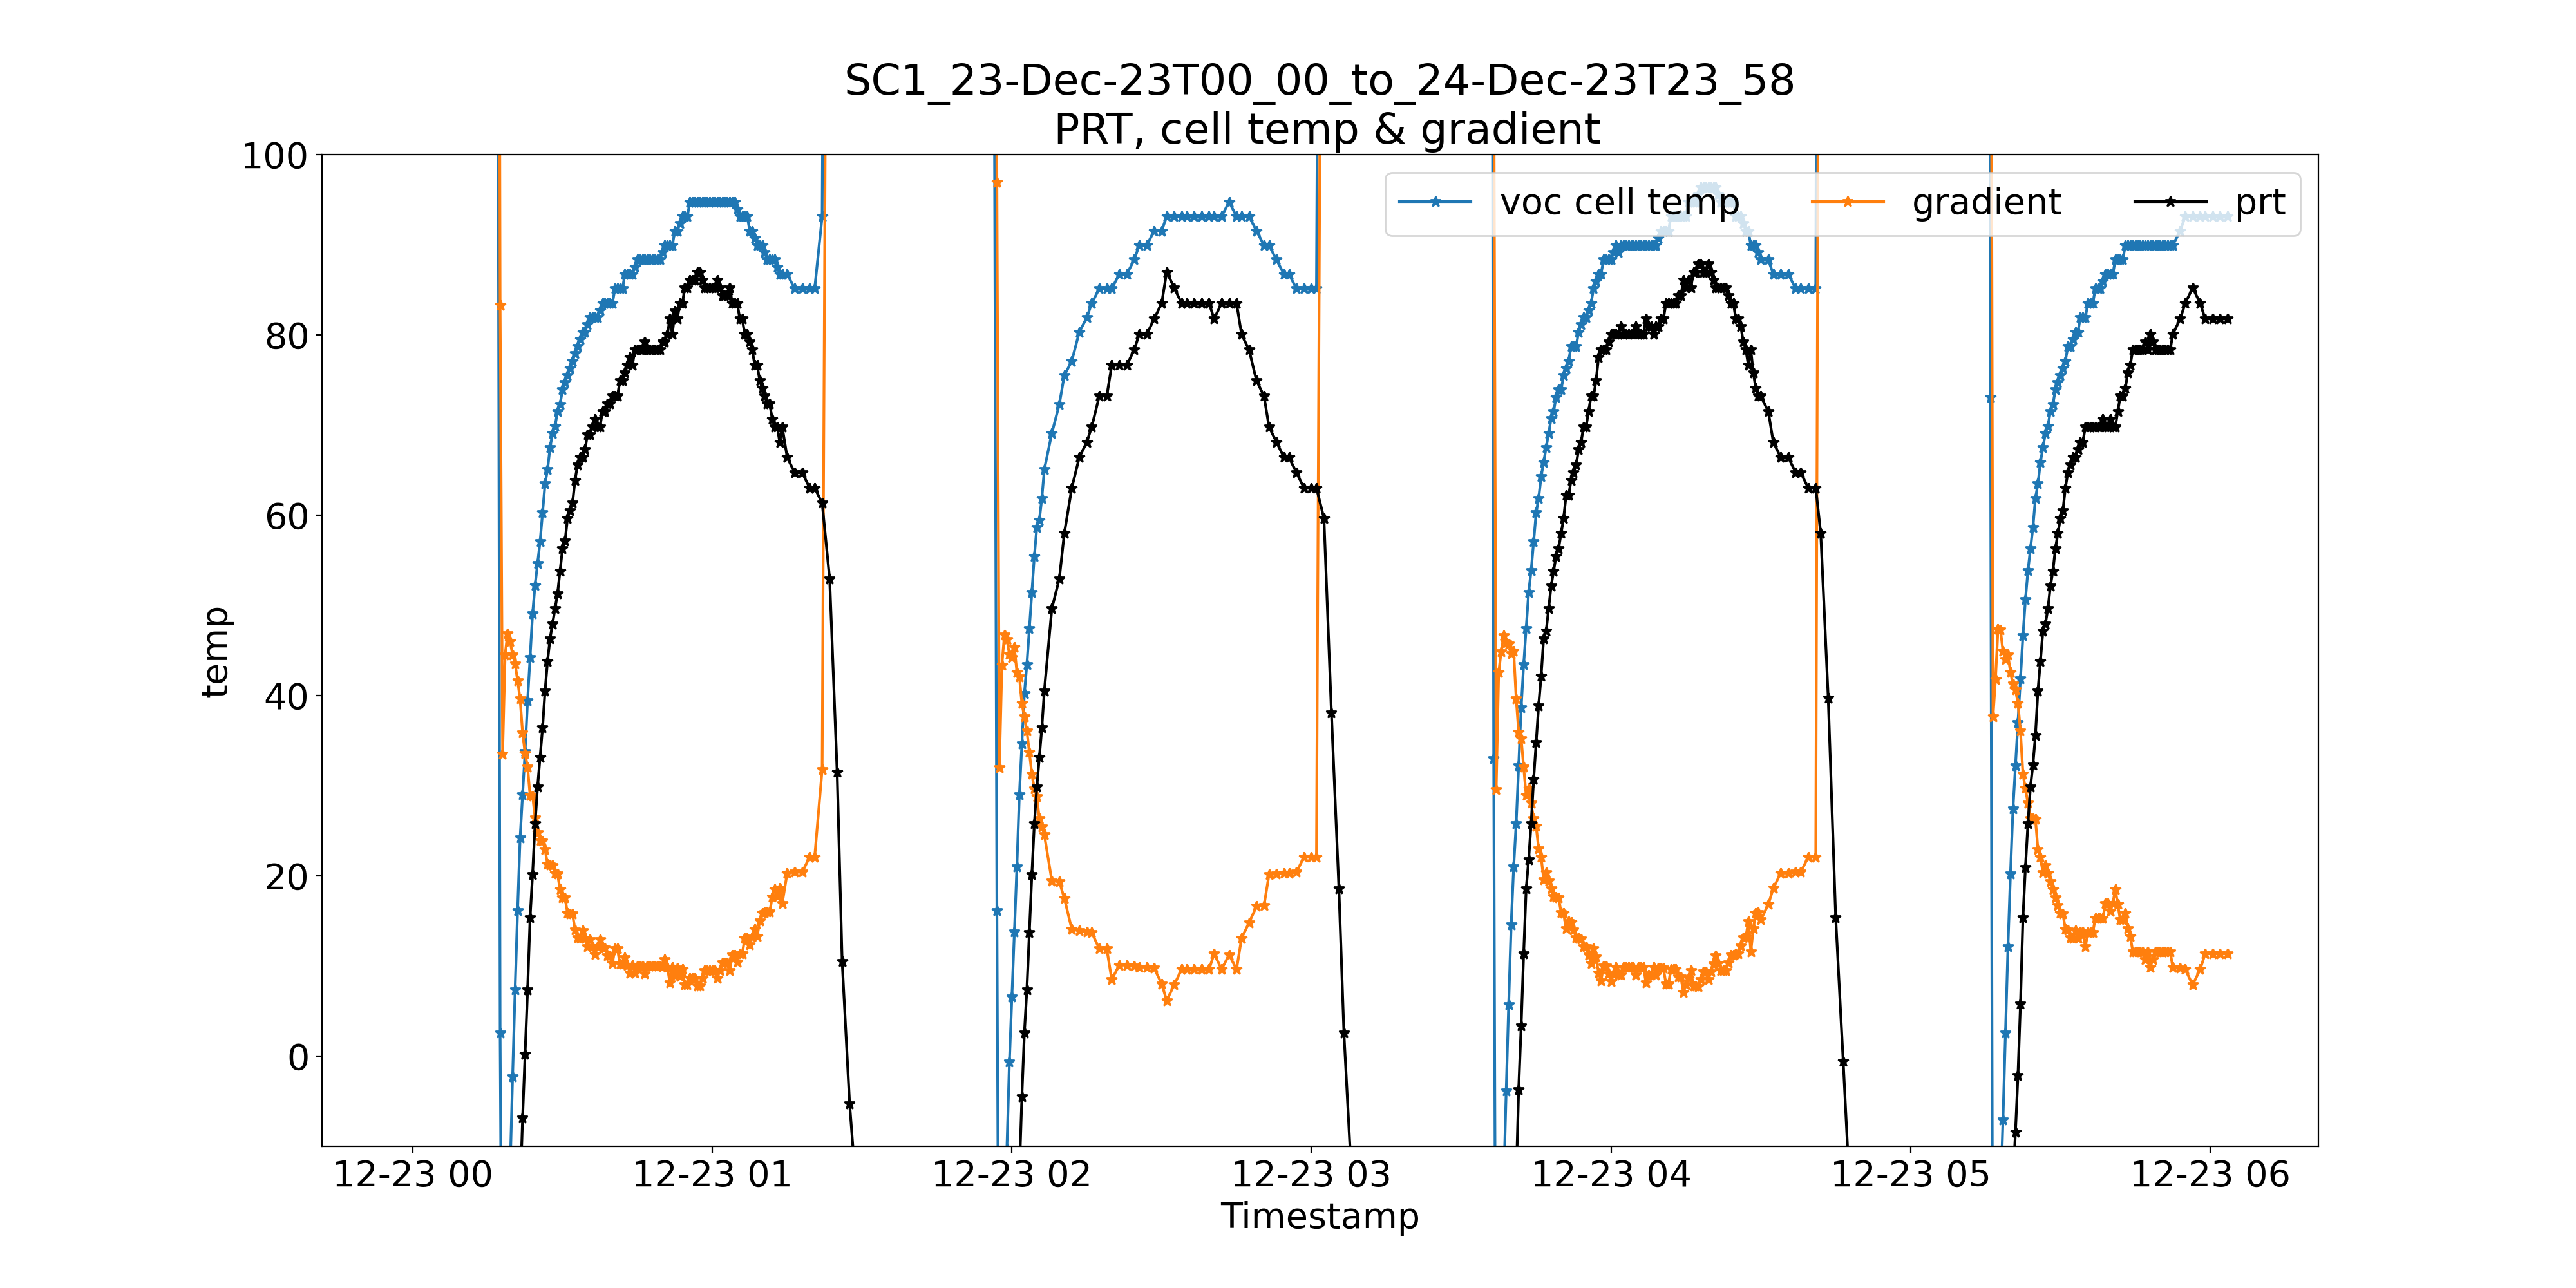 SC1_23-Dec-23T00_00_to_24-Dec-23T23_58
PRT, cell temp & gradient
voc cell temp
gradient
prt
100
80
60
40
20
0
temp
12-23 00
12-23 01
12-23 02
12-23 03
12-23 04
12-23 05
12-23 06
Timestamp